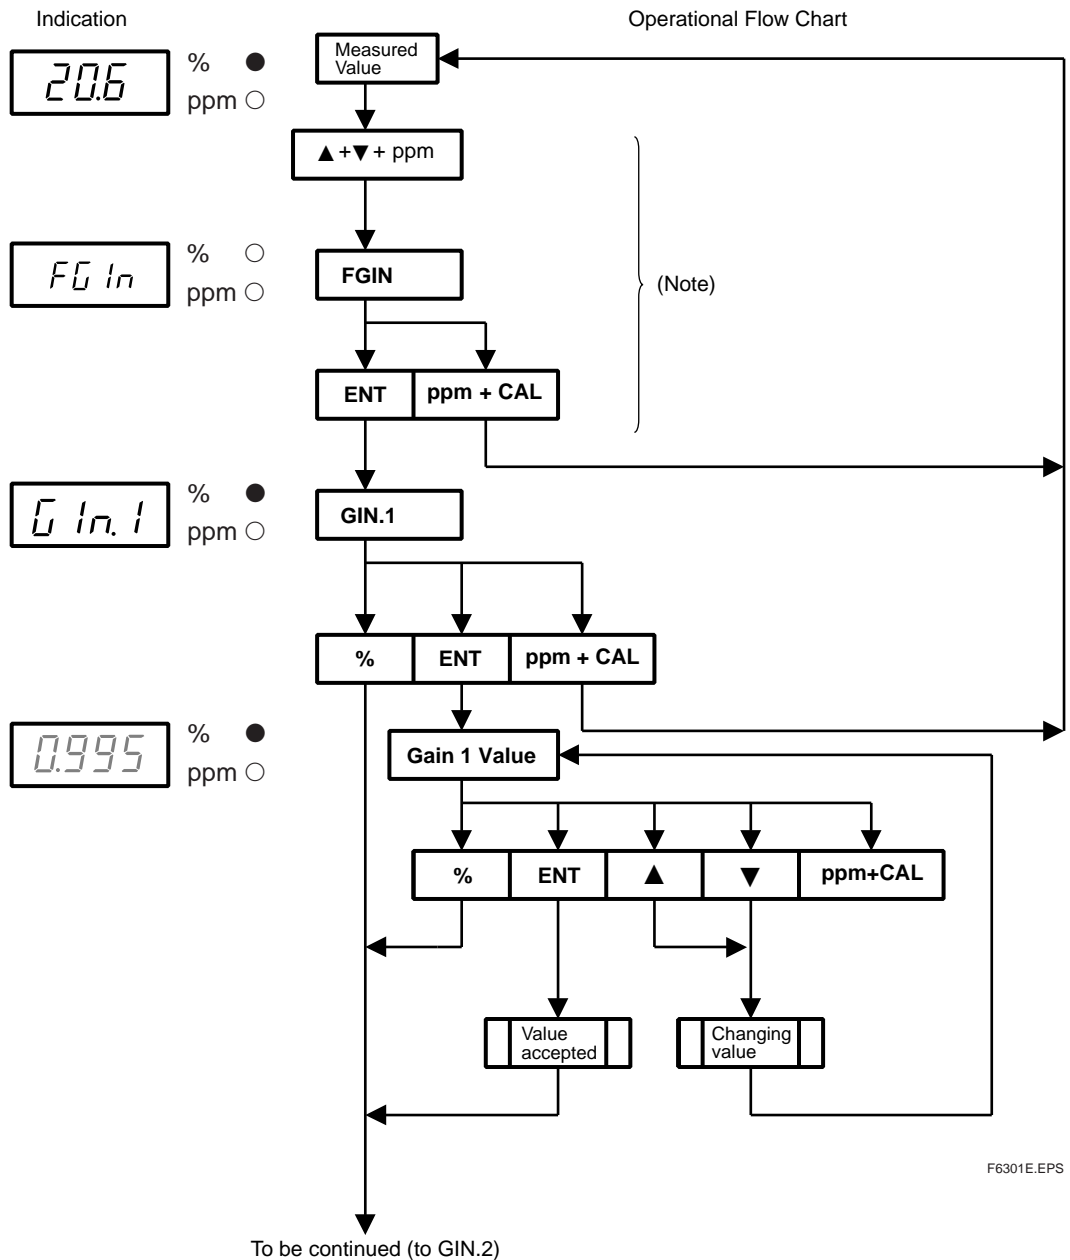 Indication
Operational Flow Chart
20.6
%
ppm
Measured
Value
▲+▼+ ppm
FGIn
%
ppm
FGIN
(Note)
ENT
ppm + CAL
GIn.1
%
ppm
GIN.1
%
ENT
ppm + CAL
0.995
%
ppm
Gain 1 Value
%
ENT
▲
▼
ppm+CAL
Value
accepted
Changing
value
F6301E.EPS
To be continued (to GIN.2)